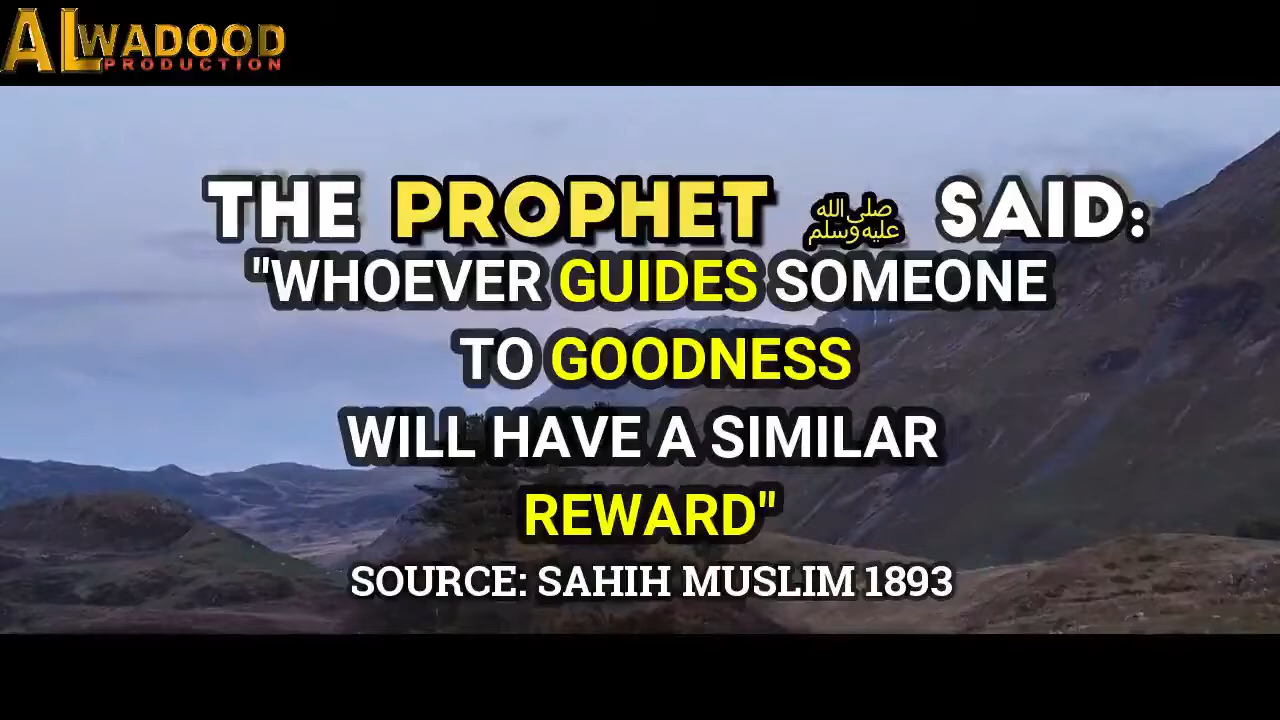 ALWADOOD
PRODUCTION
THE PROPHET ﷺ SAID:
"WHOEVER GUIDES SOMEONE
TO GOODNESS
WILL HAVE A SIMILAR
REWARD"
SOURCE: SAHIH MUSLIM 1893